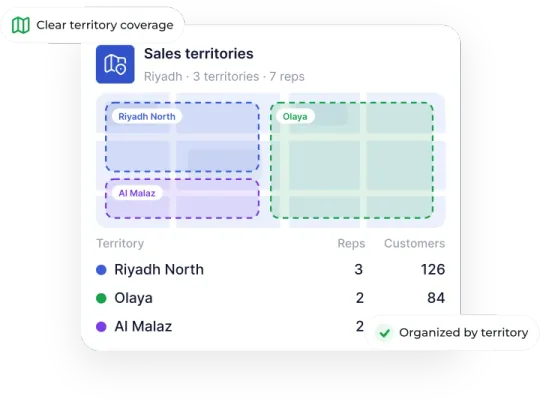 Clear territory coverage
Sales territories
Riyadh · 3 territories · 7 reps
Riyadh North
Olaya
Al Malaz
Territory Reps Customers
Riyadh North 3 126
Olaya 2 84
Al Malaz 2
Organized by territory